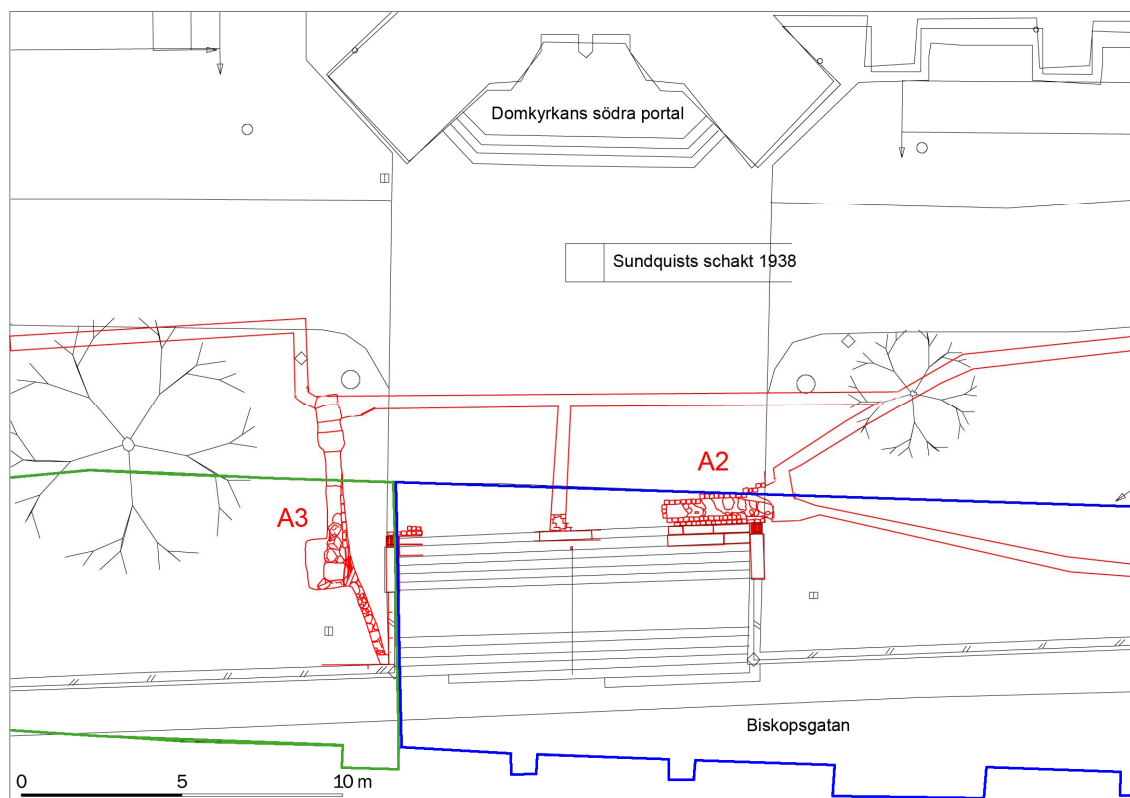 Domkyrkans södra portal
Sundquists schakt 1938
A2
A3
Biskopsgatan
0 5 10 m